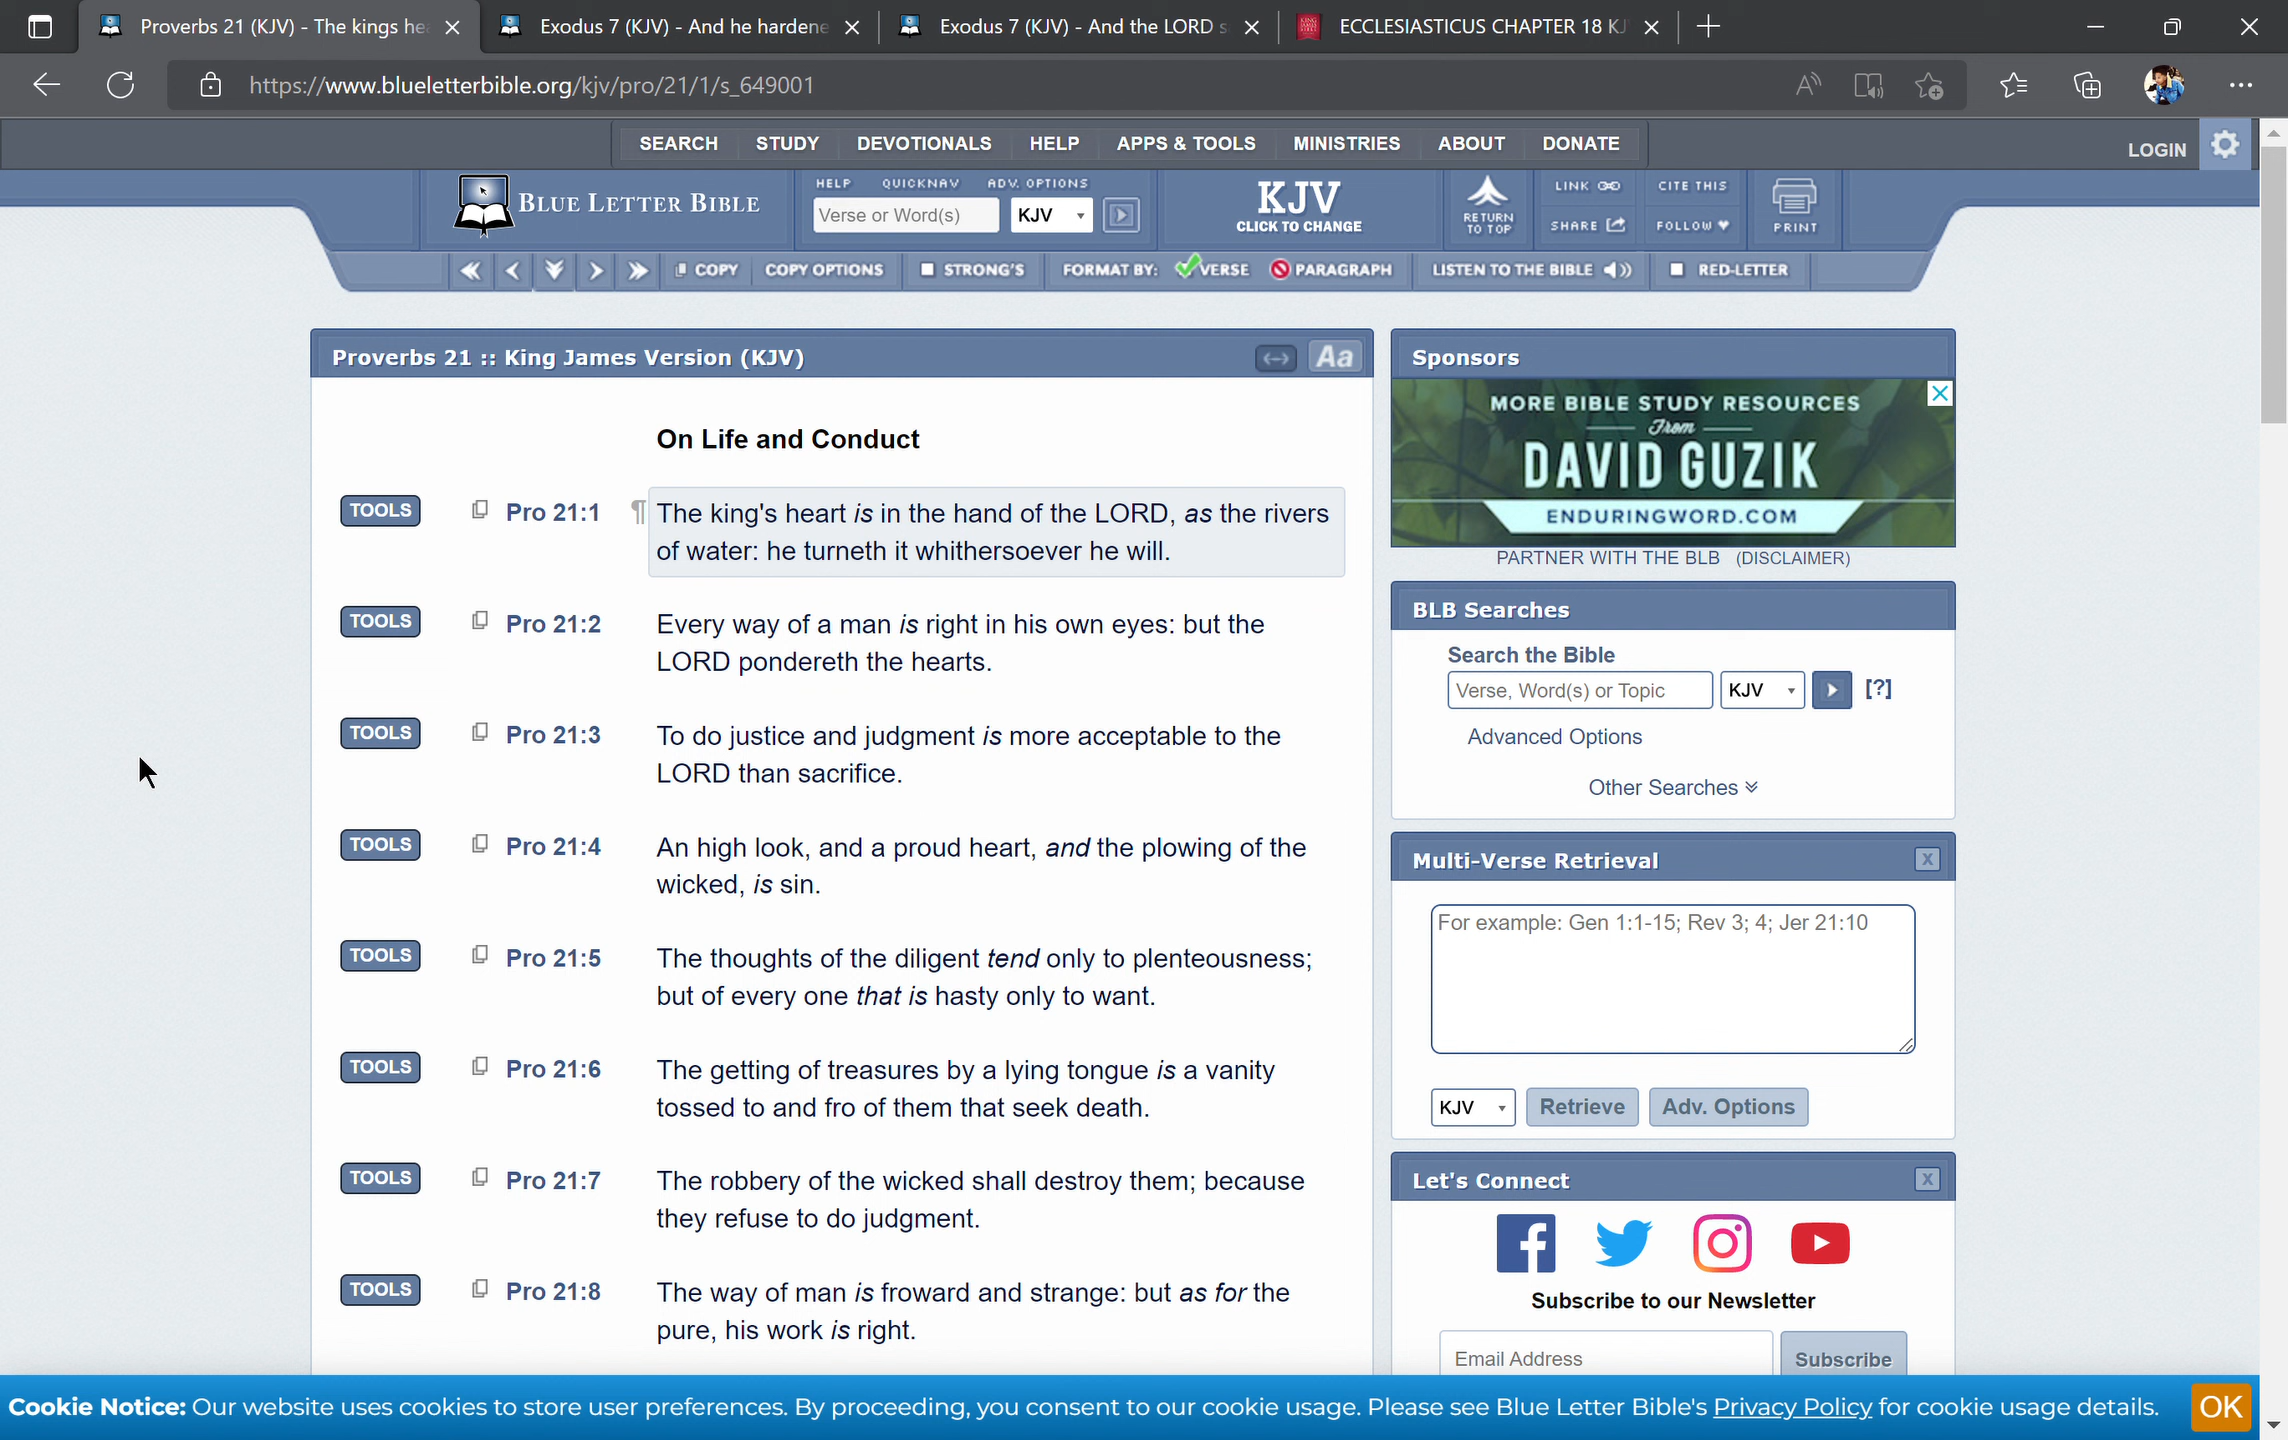 Proverbs 21 (KJV) - The kings he
Exodus 7 (KJV) - And he hardene
Exodus 7 (KJV) - And the LORD s
ECCLESIASTICUS CHAPTER 18 KJ
https://www.blueletterbible.org/kjv/pro/21/1/s_649001
SEARCH STUDY DEVOTIONALS HELP APPS & TOOLS MINISTRIES ABOUT DONATE
LOGIN
BLUE LETTER BIBLE
HELP QUICKNAV ADV. OPTIONS
Verse or Word(s) KJV
KJV
CLICK TO CHANGE
RETURN
TO TOP
LINK CITE THIS
SHARE FOLLOW
PRINT
COPY COPY OPTIONS STRONG'S FORMAT BY: VERSE PARAGRAPH LISTEN TO THE BIBLE RED-LETTER
Proverbs 21 :: King James Version (KJV)
Aa
On Life and Conduct
TOOLS Pro 21:1 ¶ The king's heart is in the hand of the LORD, as the rivers
of water: he turneth it whithersoever he will.
TOOLS Pro 21:2 Every way of a man is right in his own eyes: but the
LORD pondereth the hearts.
TOOLS Pro 21:3 To do justice and judgment is more acceptable to the
LORD than sacrifice.
TOOLS Pro 21:4 An high look, and a proud heart, and the plowing of the
wicked, is sin.
TOOLS Pro 21:5 The thoughts of the diligent tend only to plenteousness;
but of every one that is hasty only to want.
TOOLS Pro 21:6 The getting of treasures by a lying tongue is a vanity
tossed to and fro of them that seek death.
TOOLS Pro 21:7 The robbery of the wicked shall destroy them; because
they refuse to do judgment.
TOOLS Pro 21:8 The way of man is froward and strange: but as for the
pure, his work is right.
Sponsors
MORE BIBLE STUDY RESOURCES
From
DAVID GUZIK
ENDURINGWORD.COM
PARTNER WITH THE BLB (DISCLAIMER)
BLB Searches
Search the Bible
Verse, Word(s) or Topic KJV [?]
Advanced Options
Other Searches
Multi-Verse Retrieval X
For example: Gen 1:1-15; Rev 3; 4; Jer 21:10
KJV Retrieve Adv. Options
Let's Connect X
Subscribe to our Newsletter
Email Address Subscribe
Cookie Notice: Our website uses cookies to store user preferences. By proceeding, you consent to our cookie usage. Please see Blue Letter Bible's Privacy Policy for cookie usage details. OK